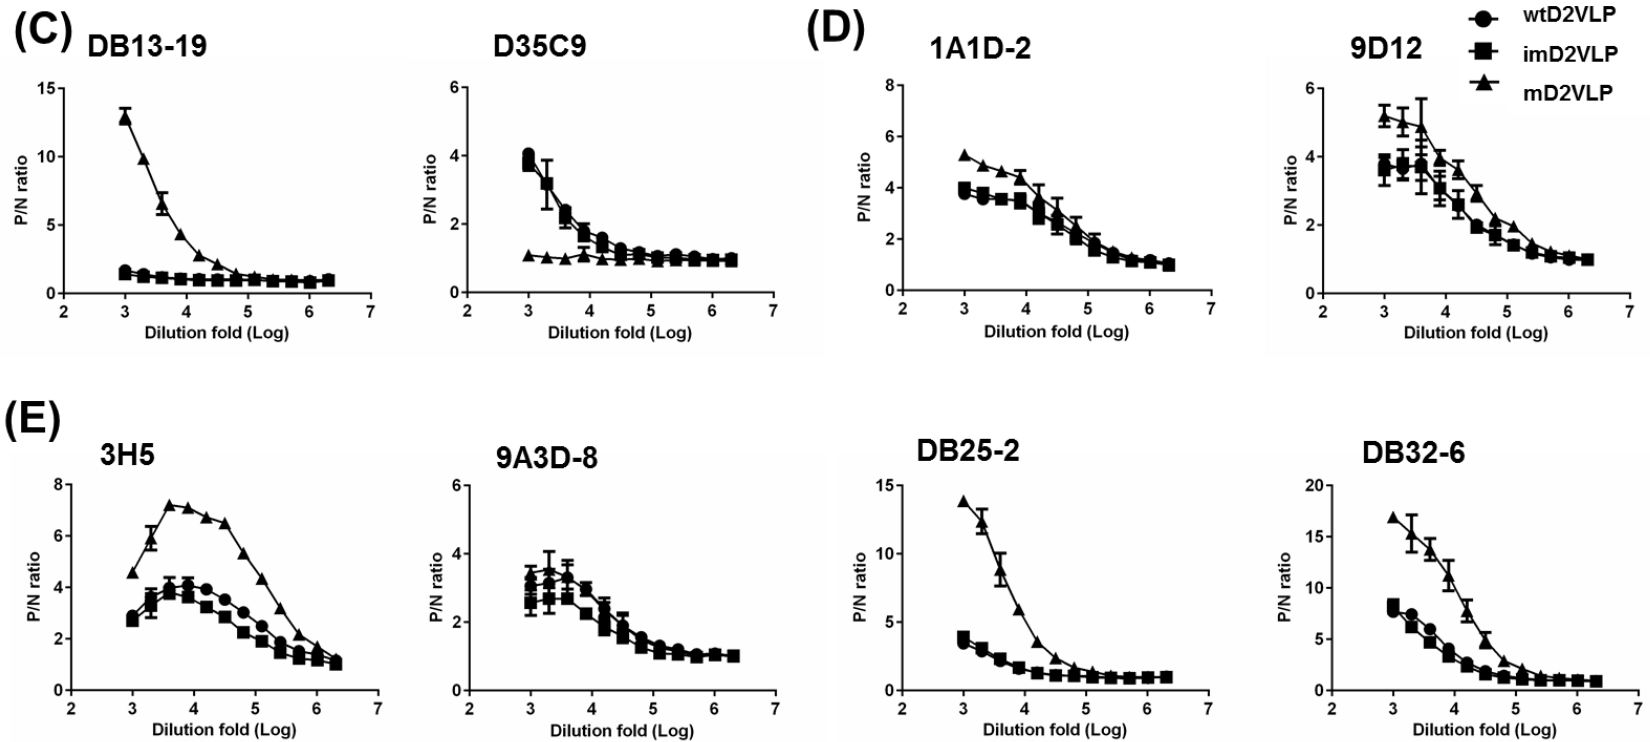 (C)
DB13-19
15
10
5
0
2 3 4 5 6 7
P/N ratio
Dilution fold (Log)
D35C9
6
4
2
0
2 3 4 5 6 7
P/N ratio
Dilution fold (Log)
(D)
1A1D-2
8
6
4
2
0
2 3 4 5 6 7
P/N ratio
Dilution fold (Log)
9D12
6
4
2
0
2 3 4 5 6 7
P/N ratio
Dilution fold (Log)
wtD2VLP
imD2VLP
mD2VLP
(E)
3H5
8
6
4
2
0
2 3 4 5 6 7
P/N ratio
Dilution fold (Log)
9A3D-8
6
4
2
0
2 3 4 5 6 7
P/N ratio
Dilution fold (Log)
DB25-2
15
10
5
0
2 3 4 5 6 7
P/N ratio
Dilution fold (Log)
DB32-6
20
15
10
5
0
2 3 4 5 6 7
P/N ratio
Dilution fold (Log)